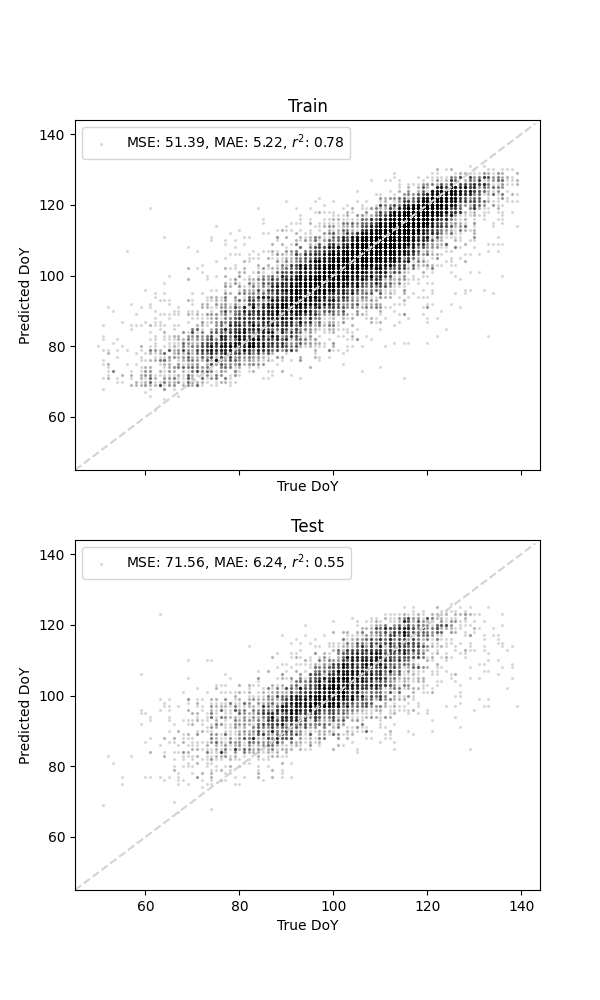 Train
MSE: 51.39, MAE: 5.22, r²: 0.78
140
120
100
80
60
Predicted DoY
True DoY
Test
MSE: 71.56, MAE: 6.24, r²: 0.55
140
120
100
80
60
Predicted DoY
60 80 100 120 140
True DoY